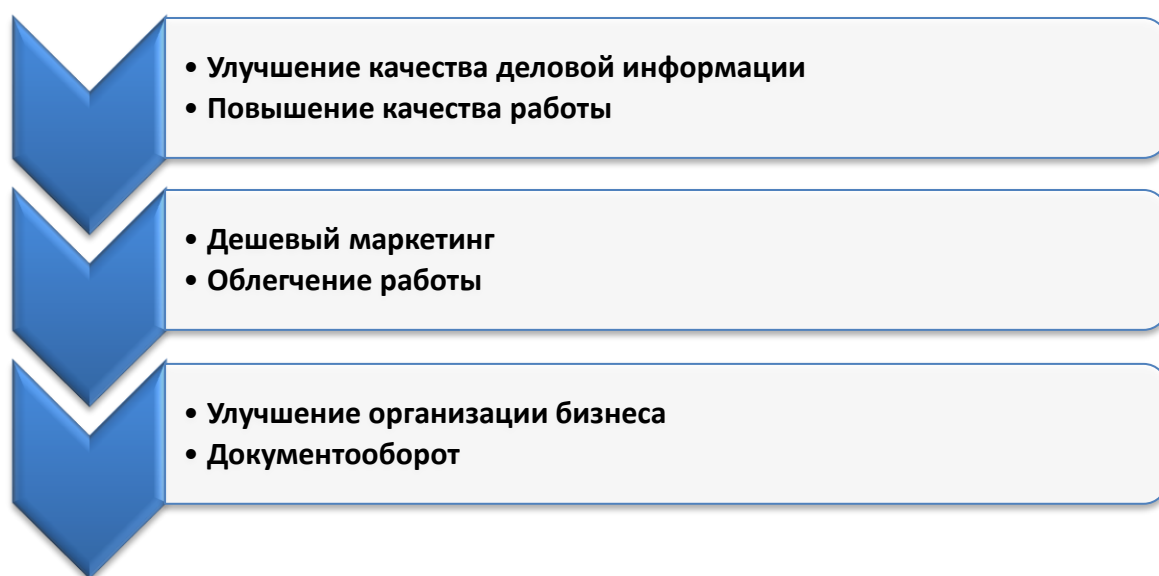 • Улучшение качества деловой информации
• Повышение качества работы
• Дешевый маркетинг
• Облегчение работы
• Улучшение организации бизнеса
• Документооборот